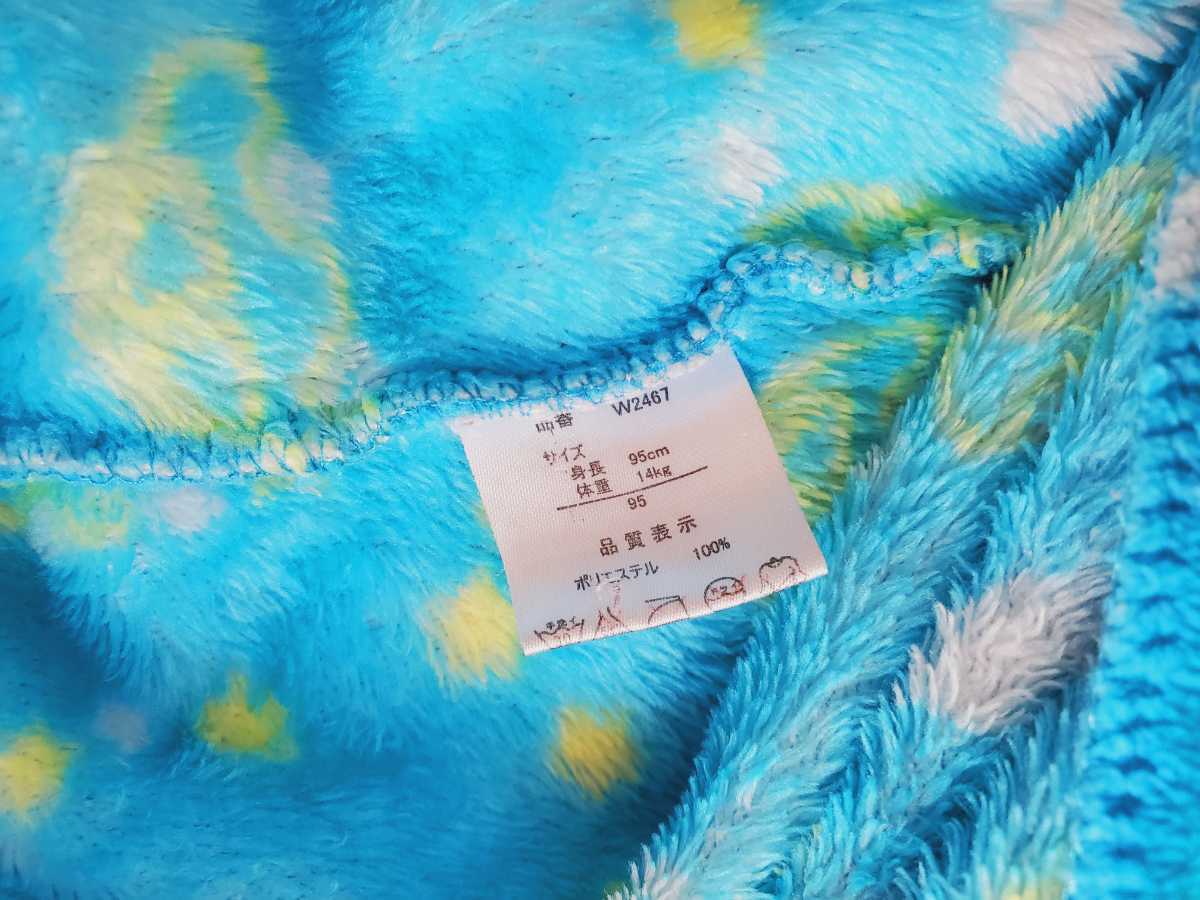 品番 W2467
サイズ
身長 95cm
体重 14kg
95
品質表示
ポリエステル 100%